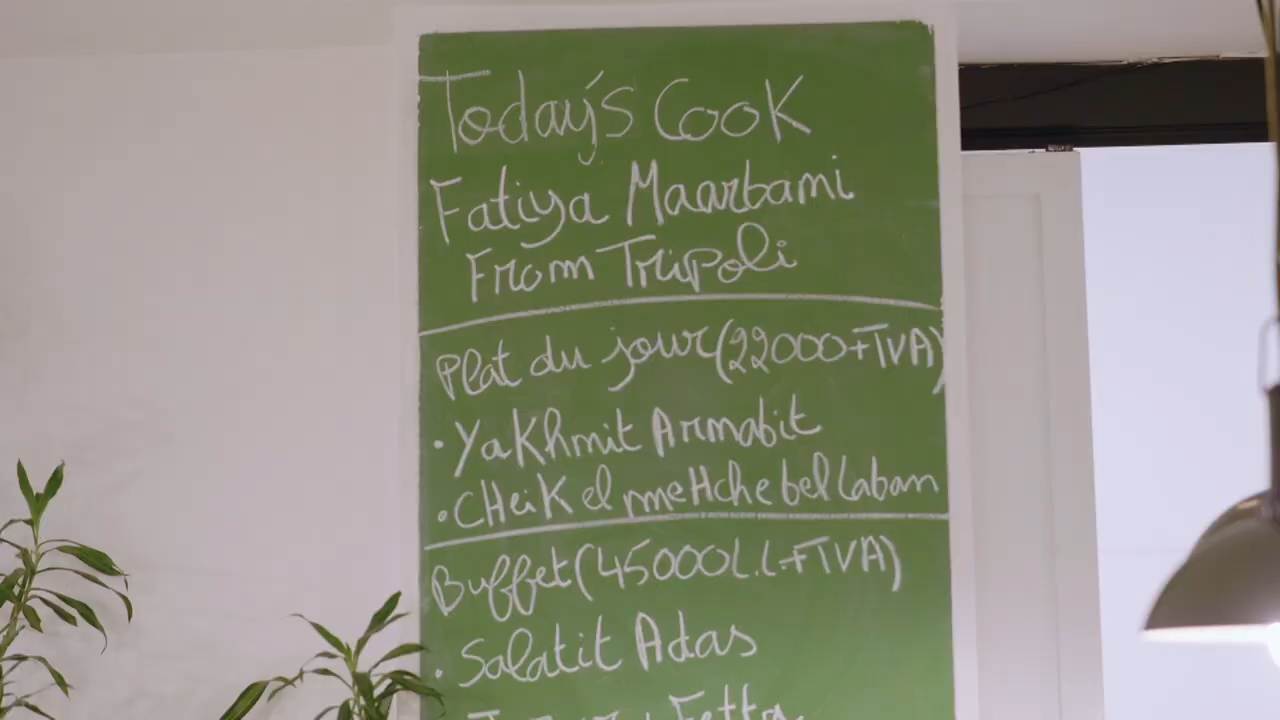 Today's Cook
Fatiya Maarbami
From Tripoli
Plat du jour (22000+TVA)
• Yakhmit Armabit
• CHeiK el meHche bel laban
Buffet (45000L.L+TVA)
• Salatit Adas
Fetto